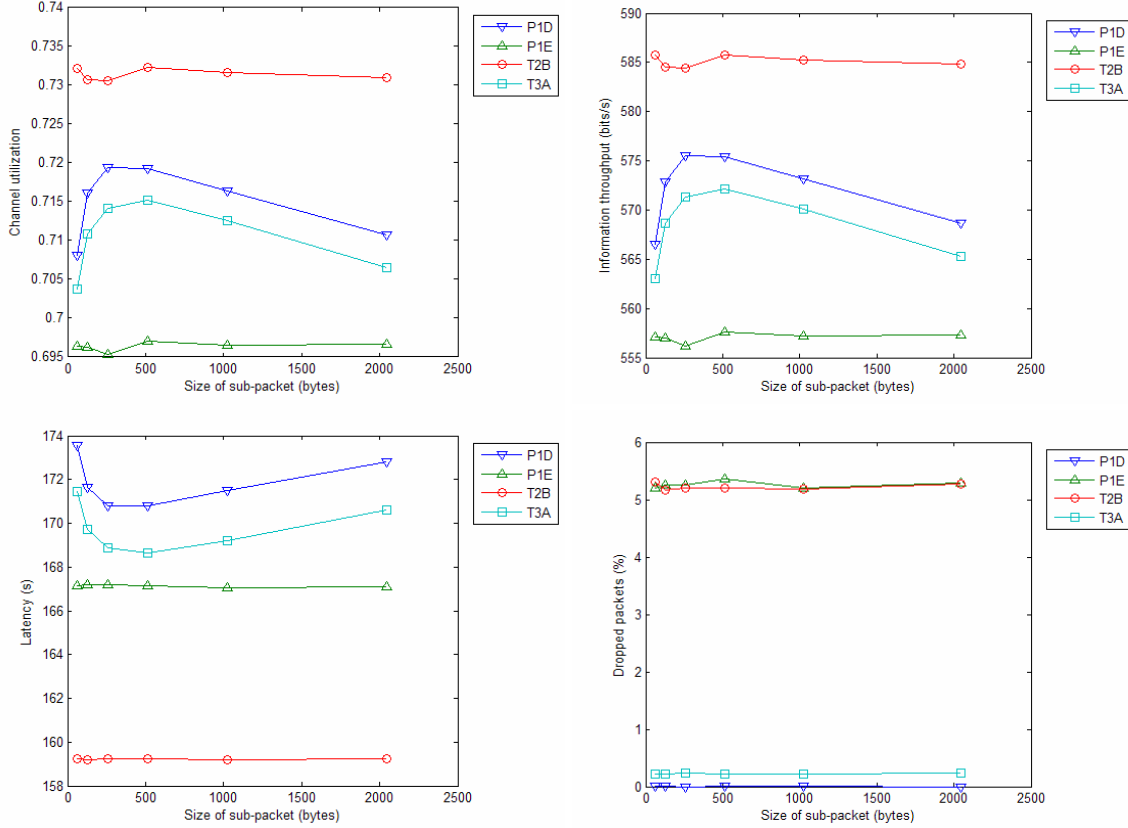 0.74
0.735
0.73
0.725
0.72
0.715
0.71
0.705
0.7
0.695
Channel utilization
0 500 1000 1500 2000 2500
Size of sub-packet (bytes)
P1D
P1E
T2B
T3A
590
585
580
575
570
565
560
555
Information throughput (bits/s)
0 500 1000 1500 2000 2500
Size of sub-packet (bytes)
P1D
P1E
T2B
T3A
174
172
170
168
166
164
162
160
158
Latency (s)
0 500 1000 1500 2000 2500
Size of sub-packet (bytes)
P1D
P1E
T2B
T3A
6
5
4
3
2
1
0
Dropped packets (%)
0 500 1000 1500 2000 2500
Size of sub-packet (bytes)
P1D
P1E
T2B
T3A